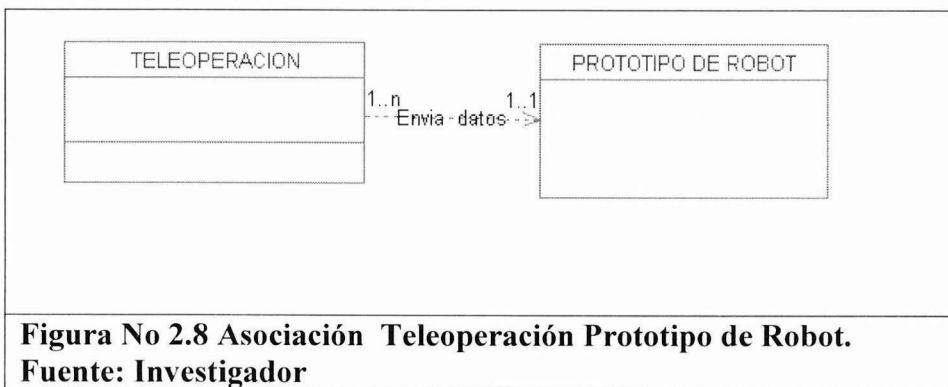 TELEOPERACION
PROTOTIPO DE ROBOT
1..n
1..1
Envia datos
Figura No 2.8 Asociación Teleoperación Prototipo de Robot.
Fuente: Investigador